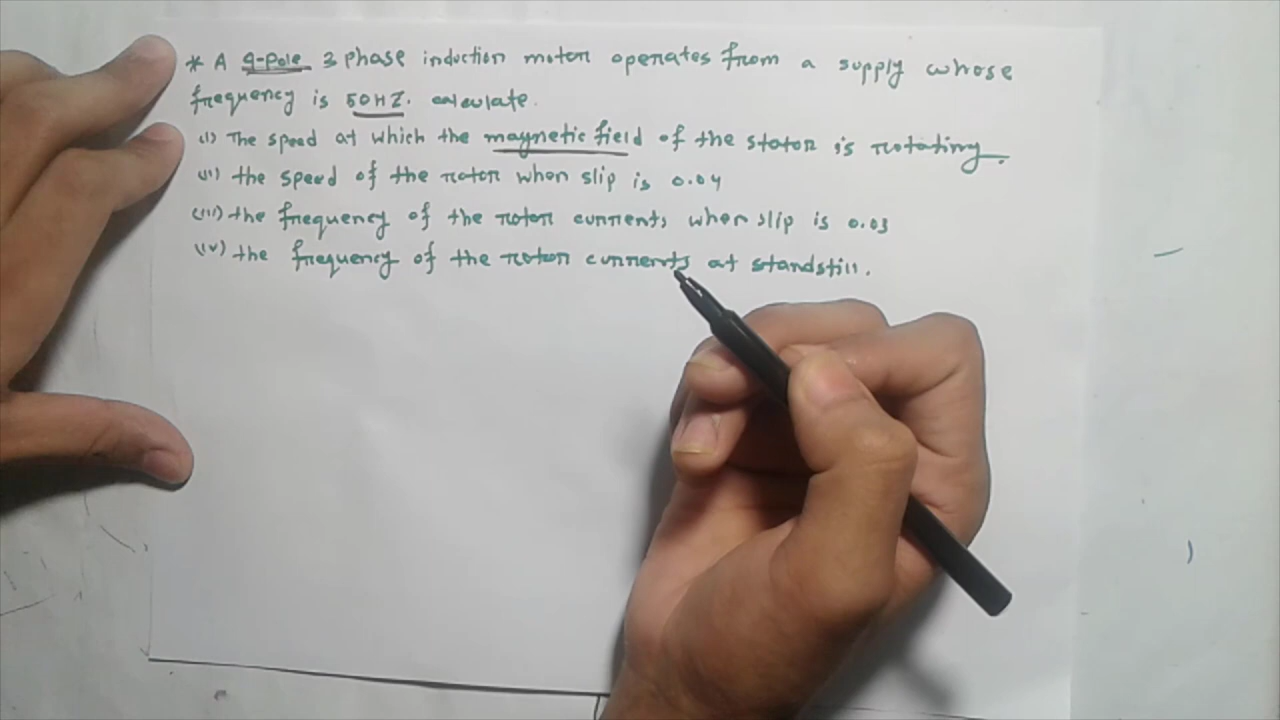 * A 4-pole 3 phase induction motor operates from a supply whose
frequency is 50HZ. calculate.
(i) The speed at which the magnetic field of the stator is rotating.
(ii) the speed of the rotor when slip is 0.04
(iii) the frequency of the rotor currents when slip is 0.03
(iv) the frequency of the rotor currents at standstill.